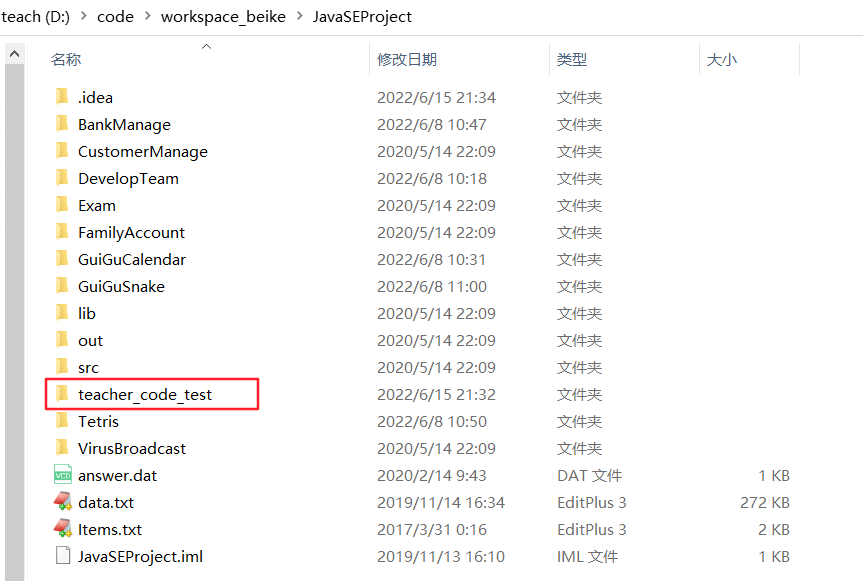 teach (D:) > code > workspace_beike > JavaSEProject
名称 修改日期 类型 大小
.idea 2022/6/15 21:34 文件夹
BankManage 2022/6/8 10:47 文件夹
CustomerManage 2020/5/14 22:09 文件夹
DevelopTeam 2022/6/8 10:18 文件夹
Exam 2020/5/14 22:09 文件夹
FamilyAccount 2020/5/14 22:09 文件夹
GuiGuCalendar 2022/6/8 10:31 文件夹
GuiGuSnake 2022/6/8 11:00 文件夹
lib 2020/5/14 22:09 文件夹
out 2020/5/14 22:09 文件夹
src 2020/5/14 22:09 文件夹
teacher_code_test 2022/6/15 21:32 文件夹
Tetris 2022/6/8 10:50 文件夹
VirusBroadcast 2020/5/14 22:09 文件夹
VCD answer.dat 2020/2/14 9:43 DAT 文件 1 KB
data.txt 2019/11/14 16:34 EditPlus 3 272 KB
Items.txt 2017/3/31 0:16 EditPlus 3 2 KB
JavaSEProject.iml 2019/11/13 16:10 IML 文件 1 KB